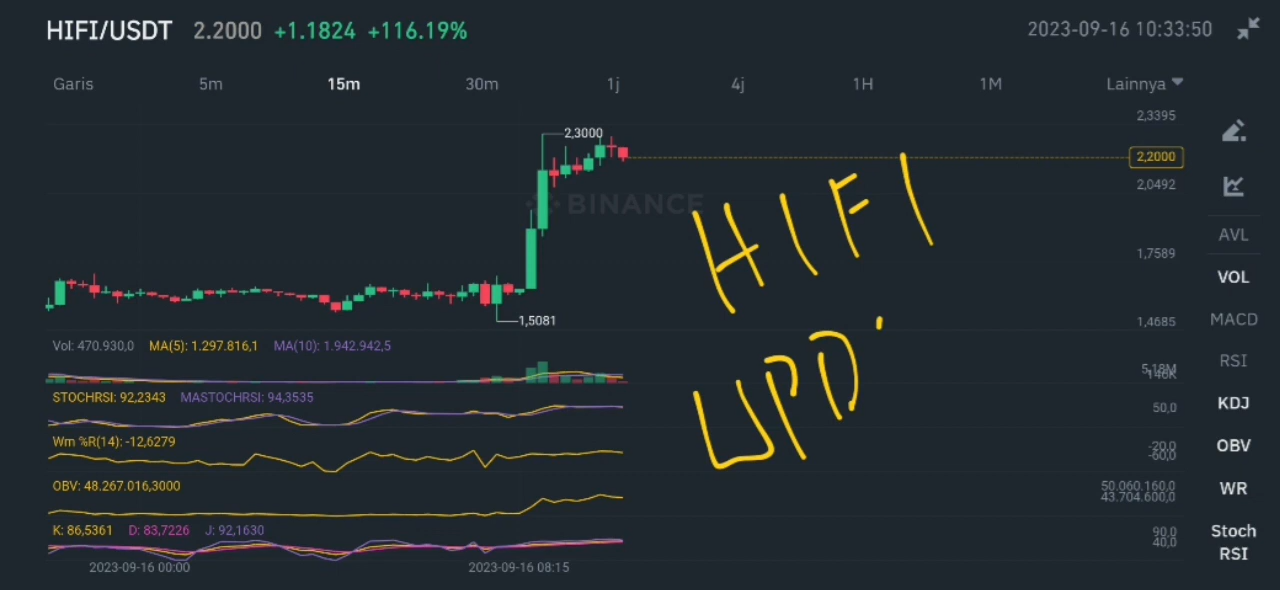 HIFI/USDT 2.2000 +1.1824 +116.19% 2023-09-16 10:33:50
Garis 5m 15m 30m 1j 4j 1H 1M Lainnya
2,3395
2,3000
2,2000
2,0492
BINANCE
HIFI
AVL
1,7589
VOL
1,5081
1,4685
MACD
UPD'
Vol: 470.930,0 MA(5): 1.297.816,1 MA(10): 1.942.942,5
RSI
5,18M
146K
STOCHRSI: 92,2343 MASTOCHRSI: 94,3535
50,0
KDJ
Wm %R(14): -12,6279
-20,0
-60,0
OBV
OBV: 48.267.016,3000
50.060.160,0
43.704.600,0
WR
K: 86,5361 D: 83,7226 J: 92,1630
90,0
40,0
Stoch
RSI
2023-09-16 00:00 2023-09-16 08:15